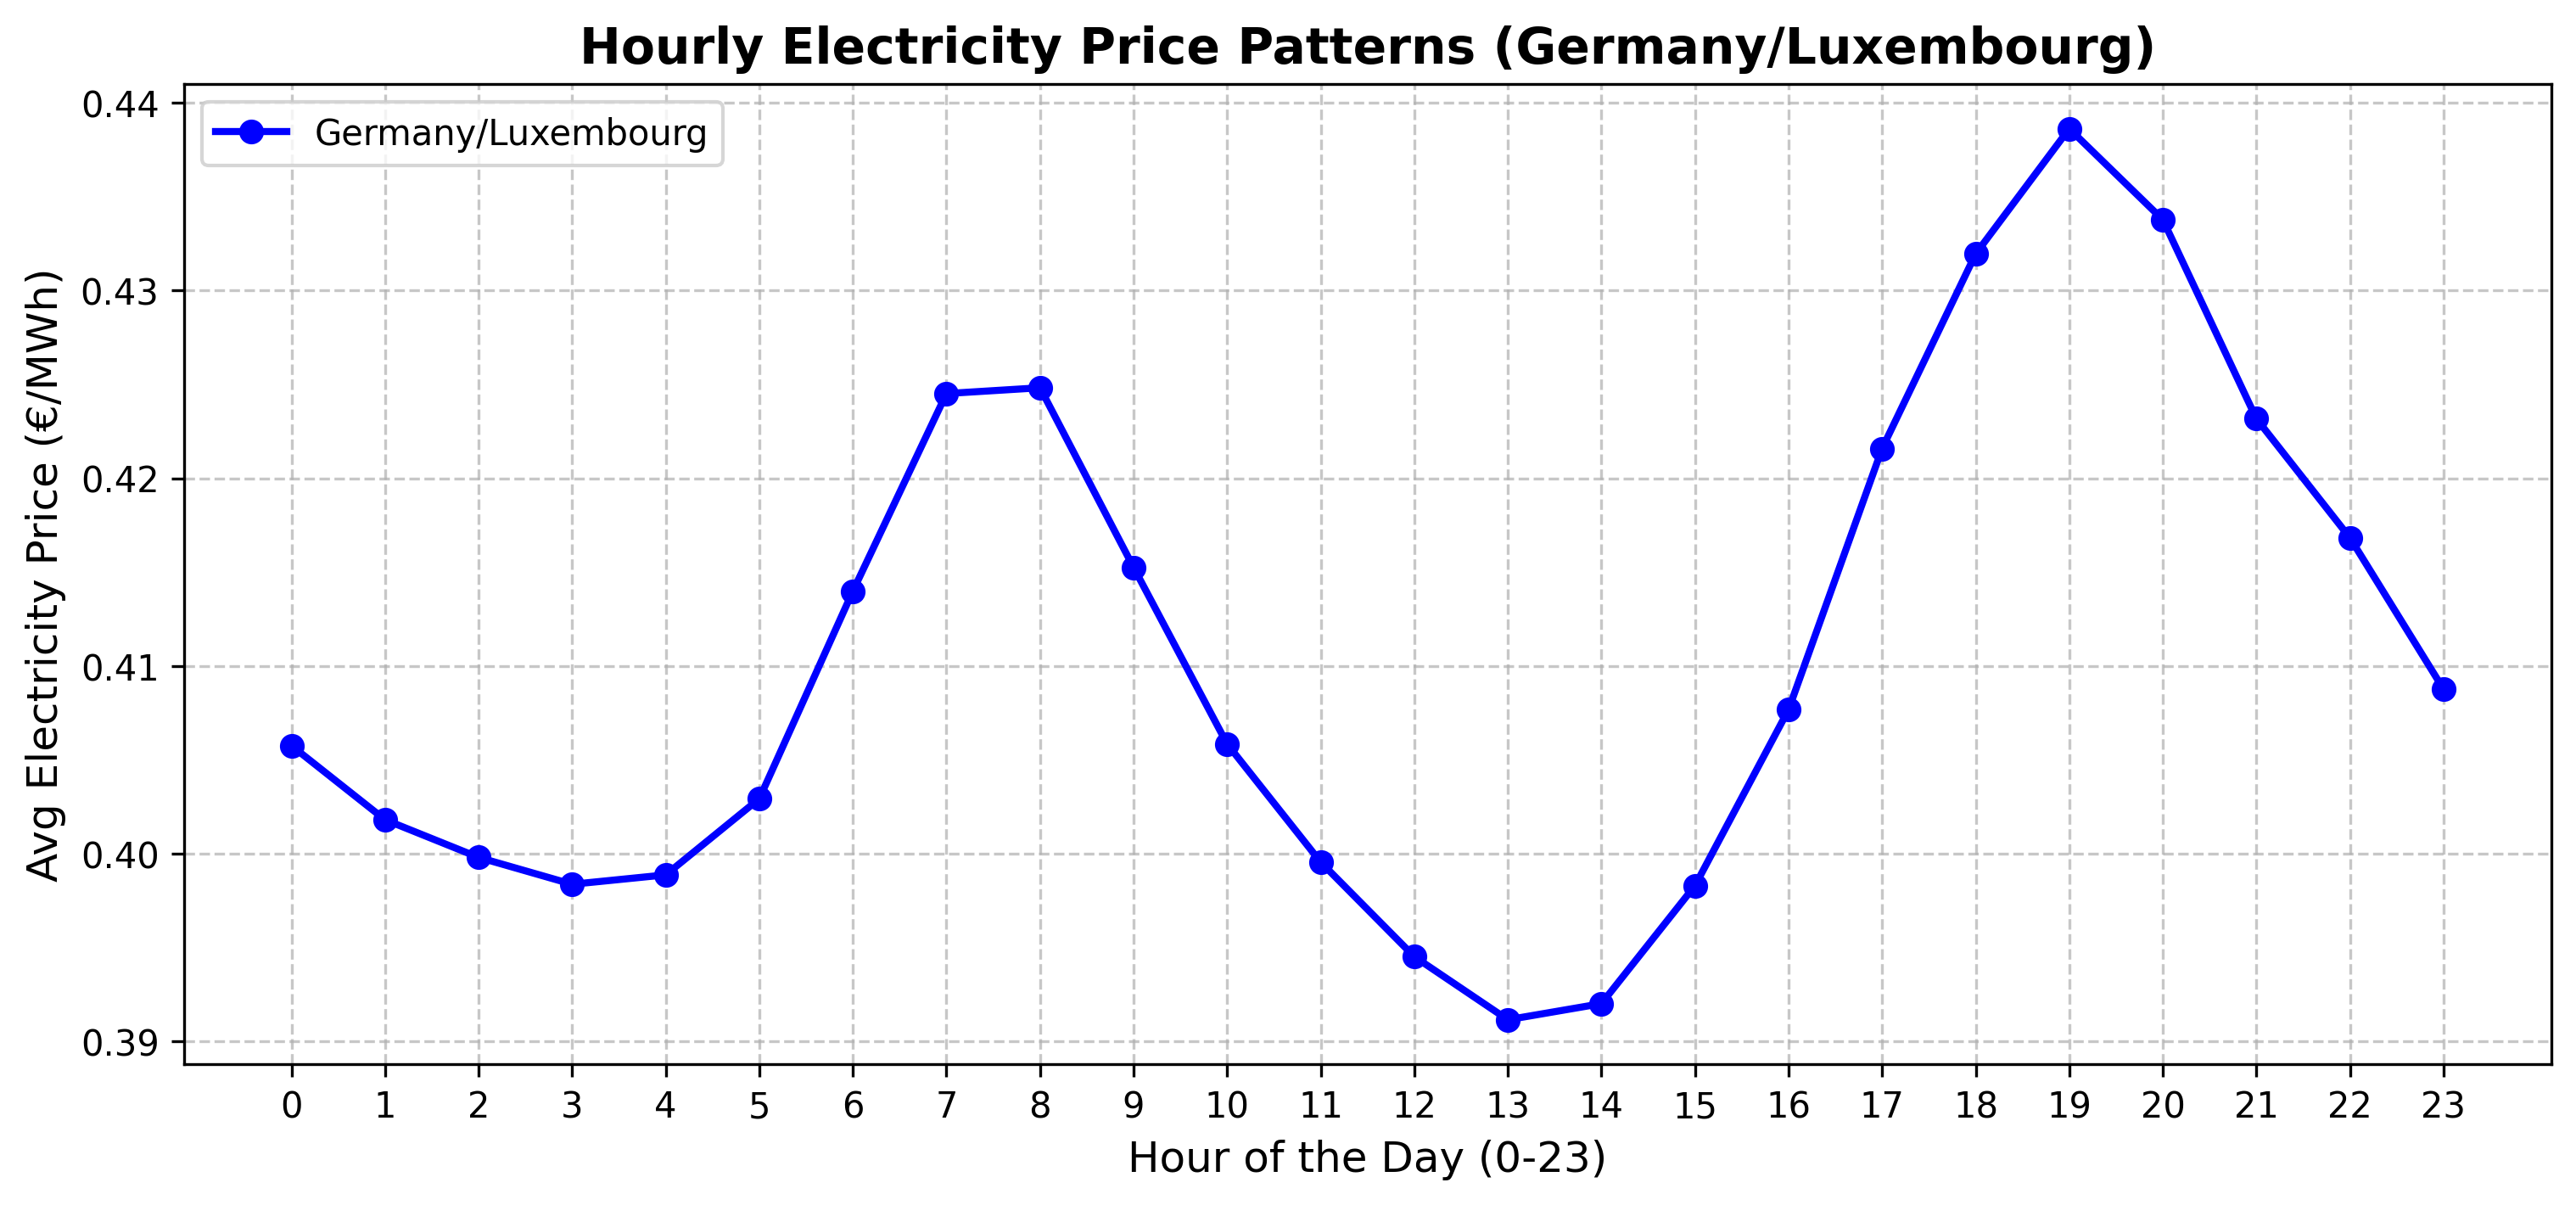 Hourly Electricity Price Patterns (Germany/Luxembourg)
Germany/Luxembourg
Avg Electricity Price (€/MWh)
0.44
0.43
0.42
0.41
0.40
0.39
0 1 2 3 4 5 6 7 8 9 10 11 12 13 14 15 16 17 18 19 20 21 22 23
Hour of the Day (0-23)